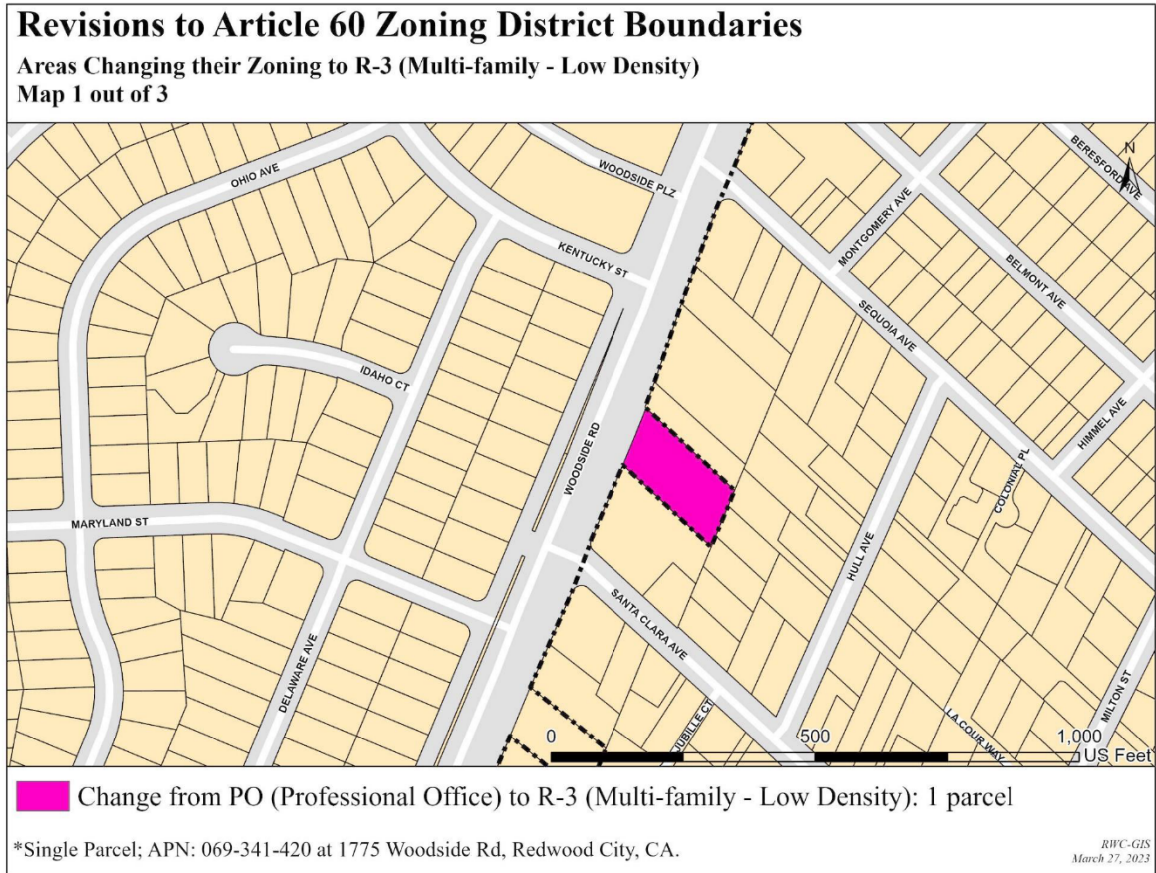 Revisions to Article 60 Zoning District Boundaries
Areas Changing their Zoning to R-3 (Multi-family - Low Density)
Map 1 out of 3
OHIO AVE
WOODSIDE PLZ
BERESFORD AVE
N
KENTUCKY ST
MONTGOMERY AVE
BELMONT AVE
SEQUOIA AVE
IDAHO CT
HIMMEL AVE
WOODSIDE RD
COLONIAL PL
MARYLAND ST
HULL AVE
SANTA CLARA AVE
DELAWARE AVE
JUBILLE CT
LA COUR WAY
MILTON ST
0 500 1,000
US Feet
Change from PO (Professional Office) to R-3 (Multi-family - Low Density): 1 parcel
*Single Parcel; APN: 069-341-420 at 1775 Woodside Rd, Redwood City, CA.
RWC-GIS
March 27, 2023